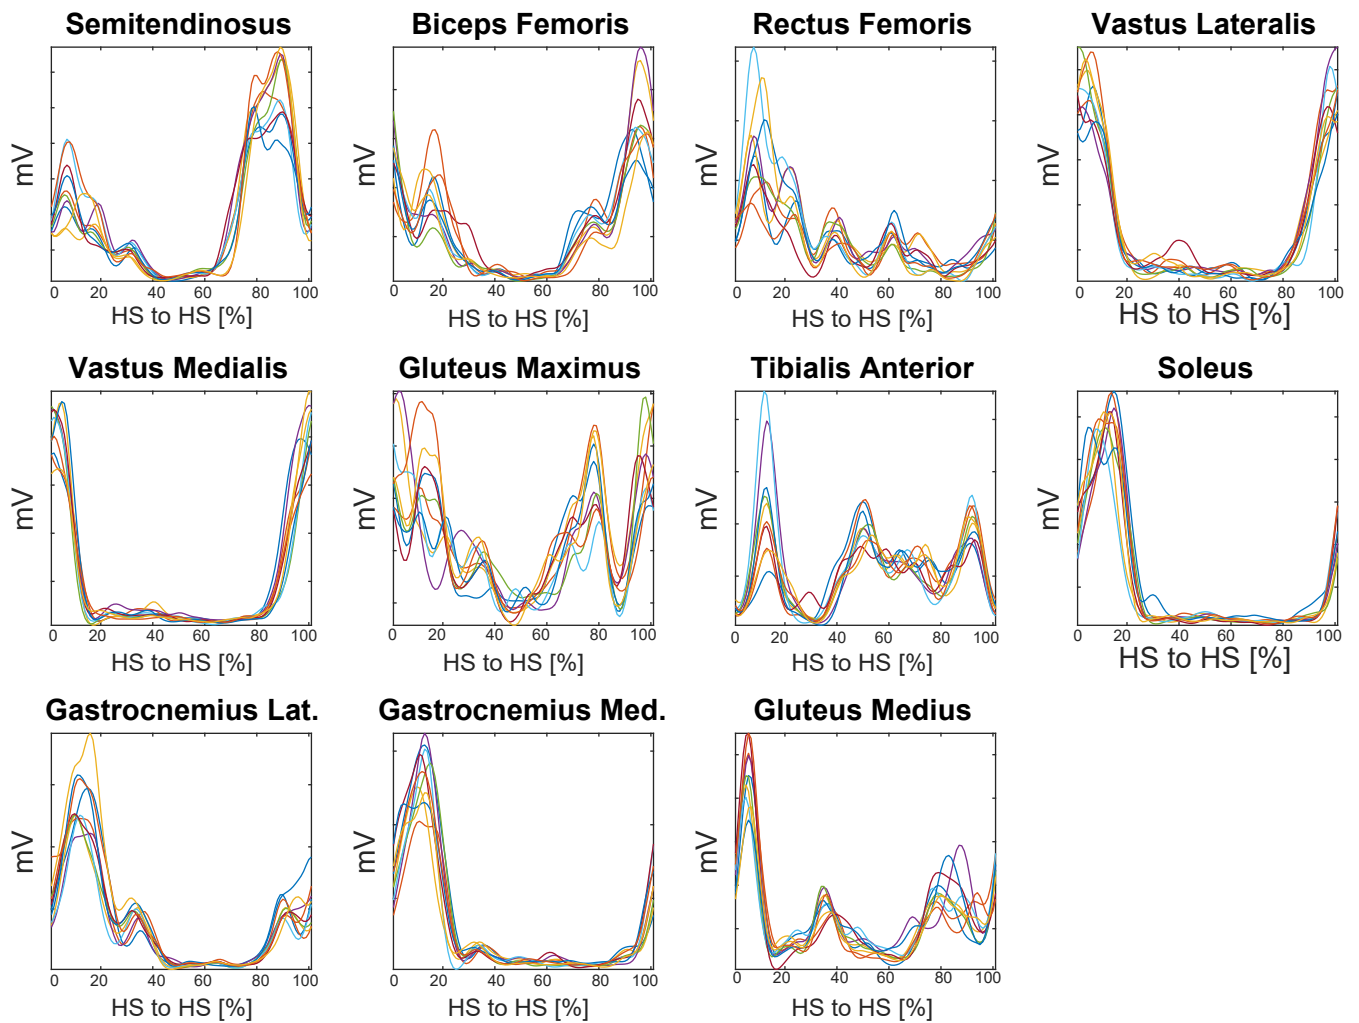 Semitendinosus
mV
0 20 40 60 80 100
HS to HS [%]
Biceps Femoris
mV
0 20 40 60 80 100
HS to HS [%]
Rectus Femoris
mV
0 20 40 60 80 100
HS to HS [%]
Vastus Lateralis
mV
0 20 40 60 80 100
HS to HS [%]
Vastus Medialis
mV
0 20 40 60 80 100
HS to HS [%]
Gluteus Maximus
mV
0 20 40 60 80 100
HS to HS [%]
Tibialis Anterior
mV
0 20 40 60 80 100
HS to HS [%]
Soleus
mV
0 20 40 60 80 100
HS to HS [%]
Gastrocnemius Lat.
mV
0 20 40 60 80 100
HS to HS [%]
Gastrocnemius Med.
mV
0 20 40 60 80 100
HS to HS [%]
Gluteus Medius
mV
0 20 40 60 80 100
HS to HS [%]